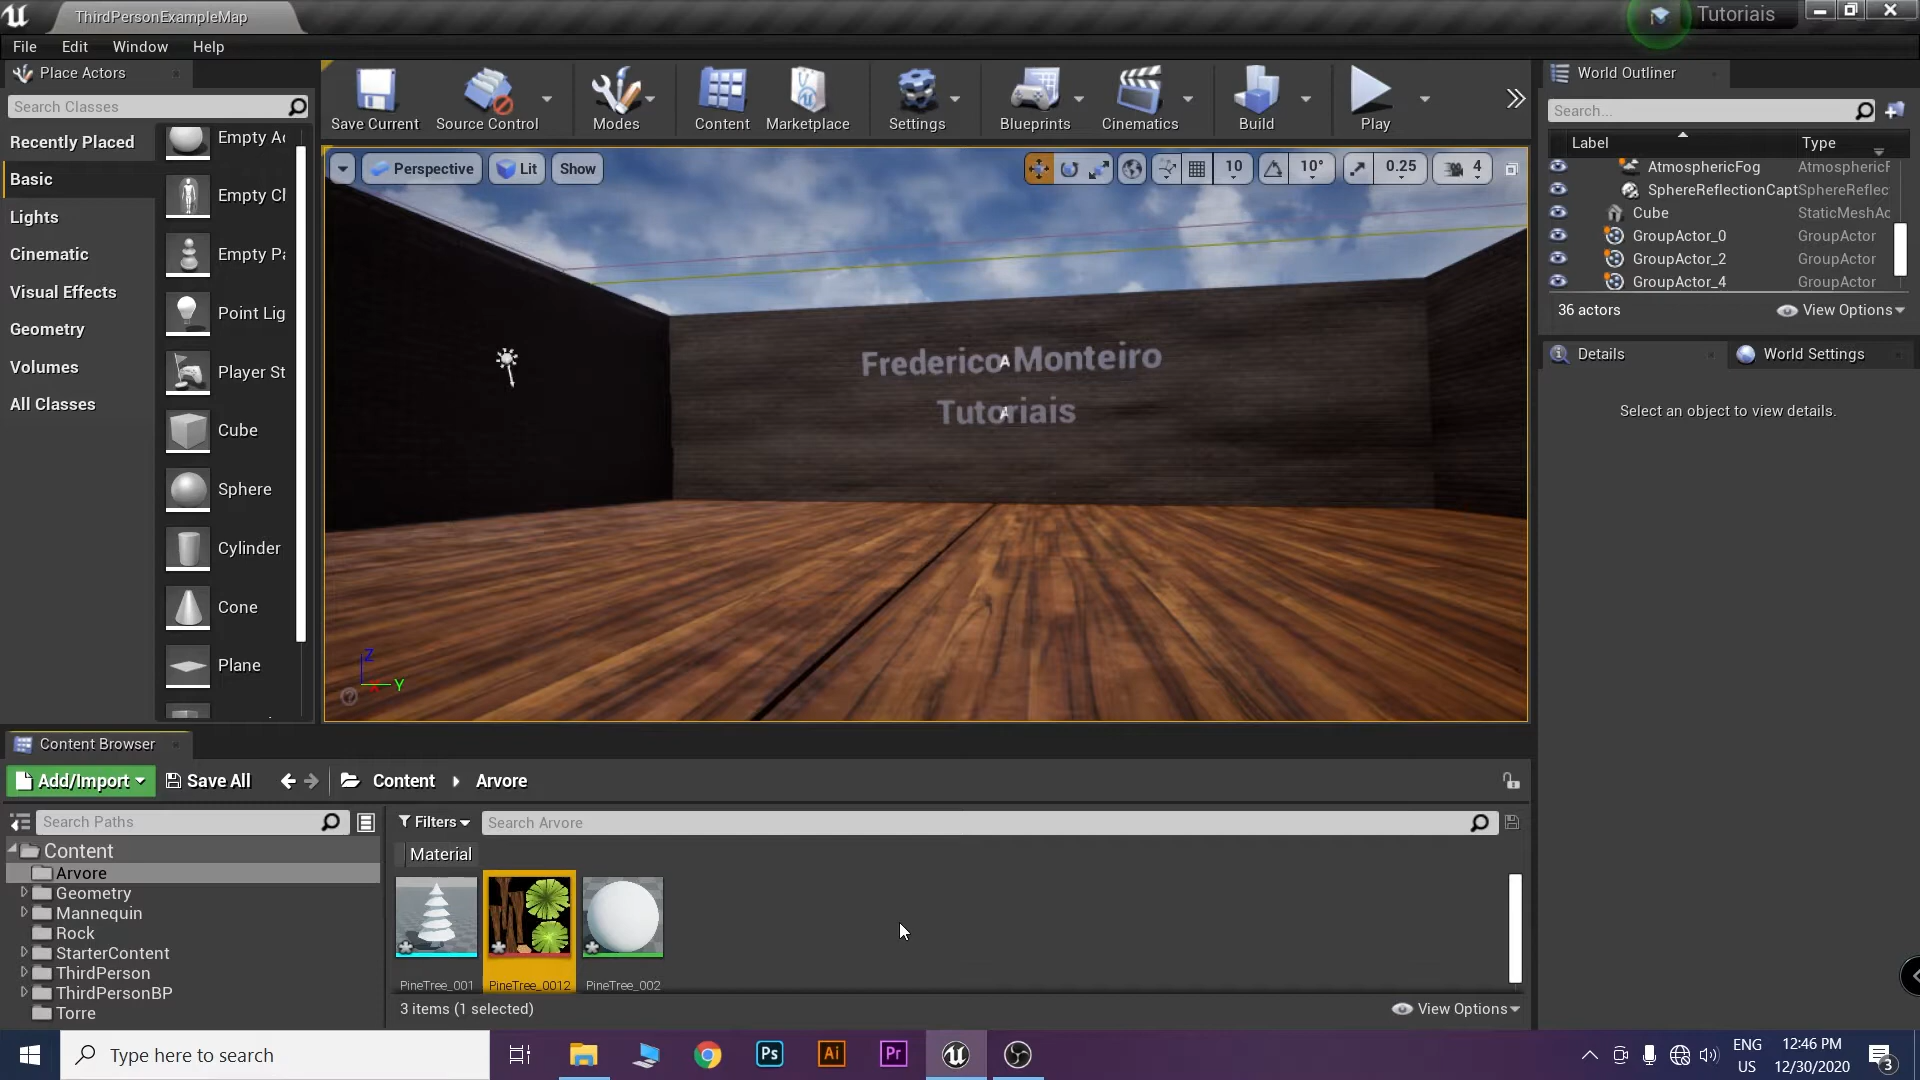 ThirdPersonExampleMap
Tutoriais
File Edit Window Help
Place Actors
Search Classes
Recently Placed
Basic
Lights
Cinematic
Visual Effects
Geometry
Volumes
All Classes
Empty Ac
Empty Cl
Empty Pa
Point Lig
Player St
Cube
Sphere
Cylinder
Cone
Plane
Save Current
Source Control
Modes
Content
Marketplace
Settings
Blueprints
Cinematics
Build
Play
Perspective
Lit
Show
10
10°
0.25
4
Frederico Monteiro
Tutoriais
Z
Y
World Outliner
Search...
Label Type
AtmosphericFog AtmosphericF
SphereReflectionCapt SphereReflec
Cube StaticMeshAc
GroupActor_0 GroupActor
GroupActor_2 GroupActor
GroupActor_4 GroupActor
36 actors
View Options
Details
World Settings
Select an object to view details.
Content Browser
Add/Import
Save All
Content
Arvore
Search Paths
Filters
Search Arvore
Content
Arvore
Geometry
Mannequin
Rock
StarterContent
ThirdPerson
ThirdPersonBP
Torre
Material
PineTree_001
PineTree_0012
PineTree_002
3 items (1 selected)
View Options
Type here to search
Ps
Ai
Pr
ENG
US
12:46 PM
12/30/2020
3